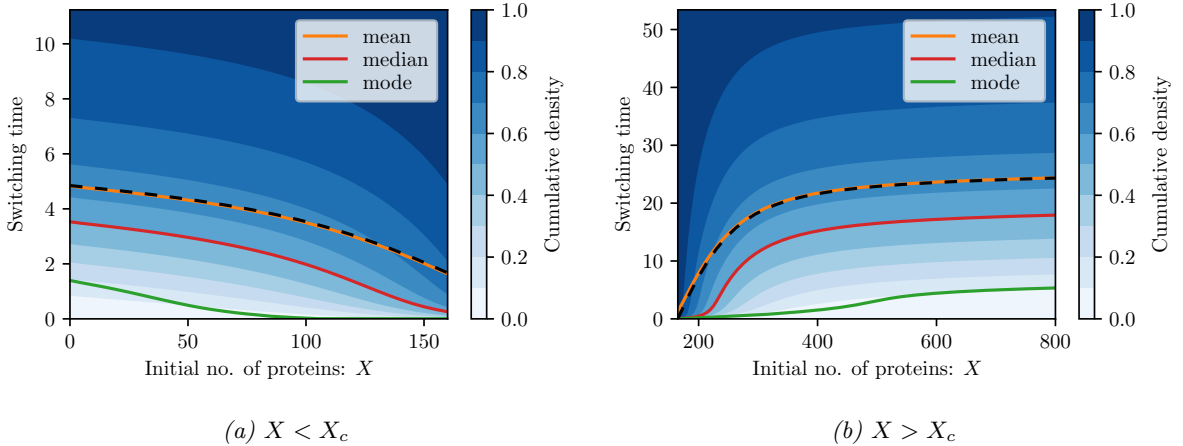 10
8
6
4
2
0
Switching time
mean
median
mode
0
50
100
150
Initial no. of proteins: X
1.0
0.8
0.6
0.4
0.2
0.0
Cumulative density
(a) X < X_c
50
40
30
20
10
0
Switching time
mean
median
mode
200
400
600
800
Initial no. of proteins: X
1.0
0.8
0.6
0.4
0.2
0.0
Cumulative density
(b) X > X_c